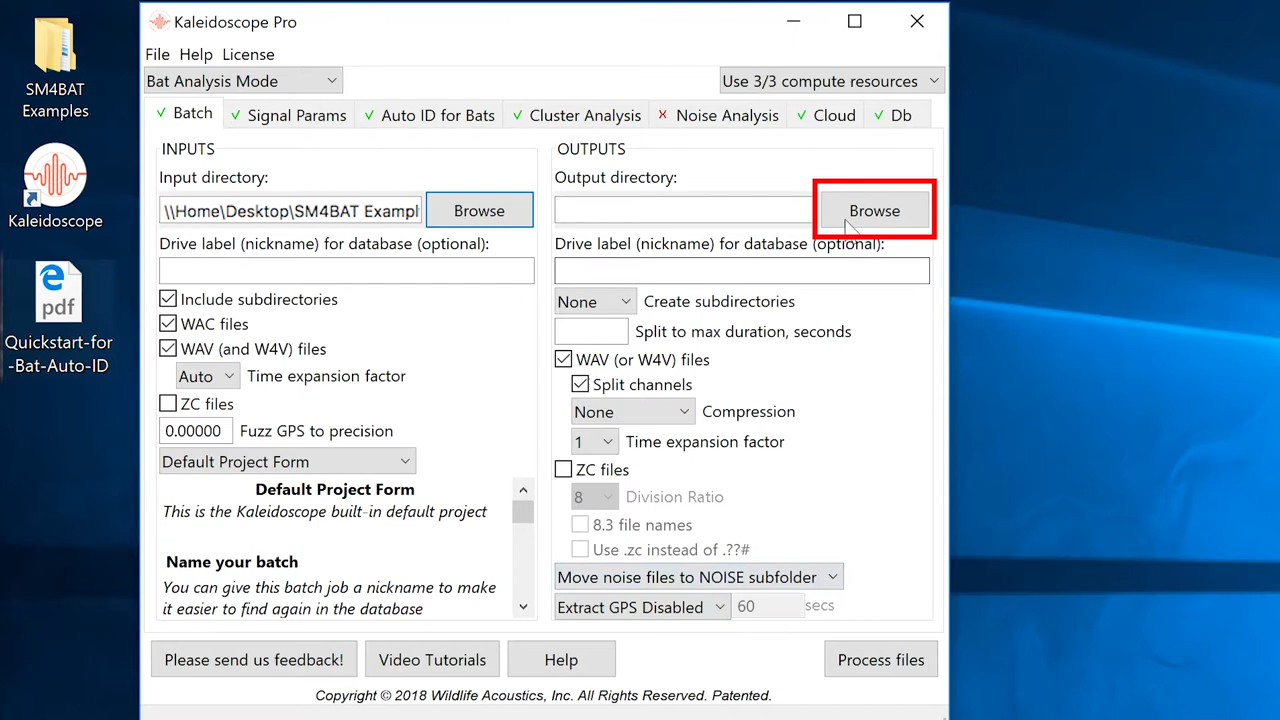 Kaleidoscope Pro
File Help License
Bat Analysis Mode
Use 3/3 compute resources
Batch
Signal Params
Auto ID for Bats
Cluster Analysis
Noise Analysis
Cloud
Db
INPUTS
Input directory:
\\Home\Desktop\SM4BAT Exampl
Browse
Drive label (nickname) for database (optional):
Include subdirectories
WAC files
WAV (and W4V) files
Auto
Time expansion factor
ZC files
0.00000
Fuzz GPS to precision
Default Project Form
Default Project Form
This is the Kaleidoscope built-in default project
Name your batch
You can give this batch job a nickname to make
it easier to find again in the database
OUTPUTS
Output directory:
Browse
Drive label (nickname) for database (optional):
None
Create subdirectories
Split to max duration, seconds
WAV (or W4V) files
Split channels
None
Compression
1
Time expansion factor
ZC files
8
Division Ratio
8.3 file names
Use .zc instead of .??#
Move noise files to NOISE subfolder
Extract GPS Disabled
60
secs
Please send us feedback!
Video Tutorials
Help
Process files
Copyright © 2018 Wildlife Acoustics, Inc. All Rights Reserved. Patented.
SM4BAT
Examples
Kaleidoscope
pdf
Quickstart-for
-Bat-Auto-ID